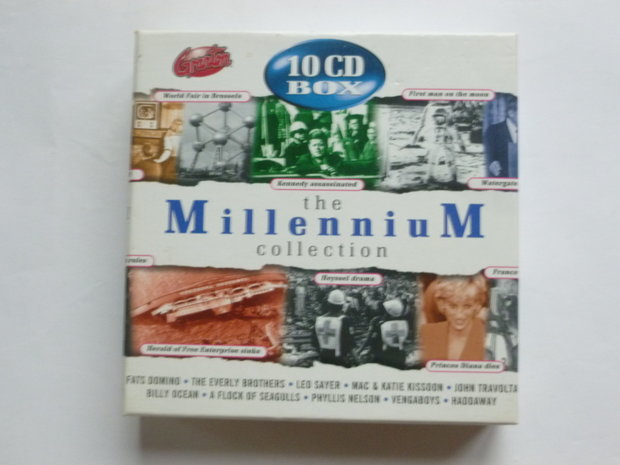 10 CD
BOX
World Fair in Brussels
First man on the moon
Kennedy assassinated
Watergate
the
MillenniuM
collection
Heysel drama
France
Herald of Free Enterprise sinks
Princes Diana dies
FATS DOMINO • THE EVERLY BROTHERS • LEO SAYER • MAC & KATIE KISSOON • JOHN TRAVOLTA
BILLY OCEAN • A FLOCK OF SEAGULLS • PHYLLIS NELSON • VENGABOYS • HADDAWAY